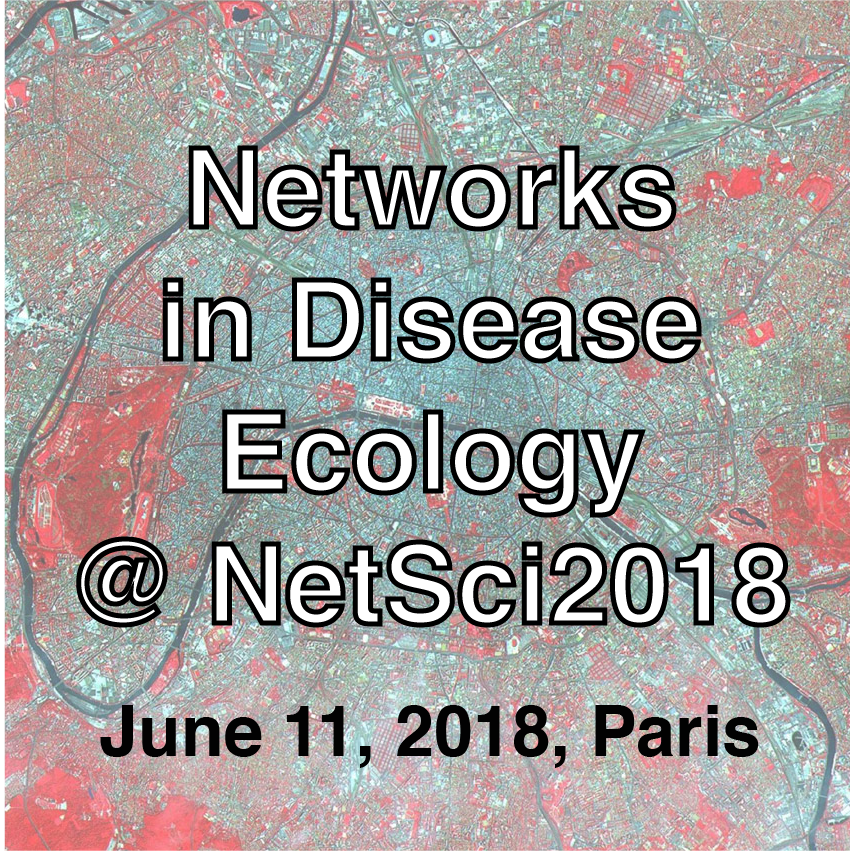 Networks
in Disease
Ecology
@ NetSci2018
June 11, 2018, Paris